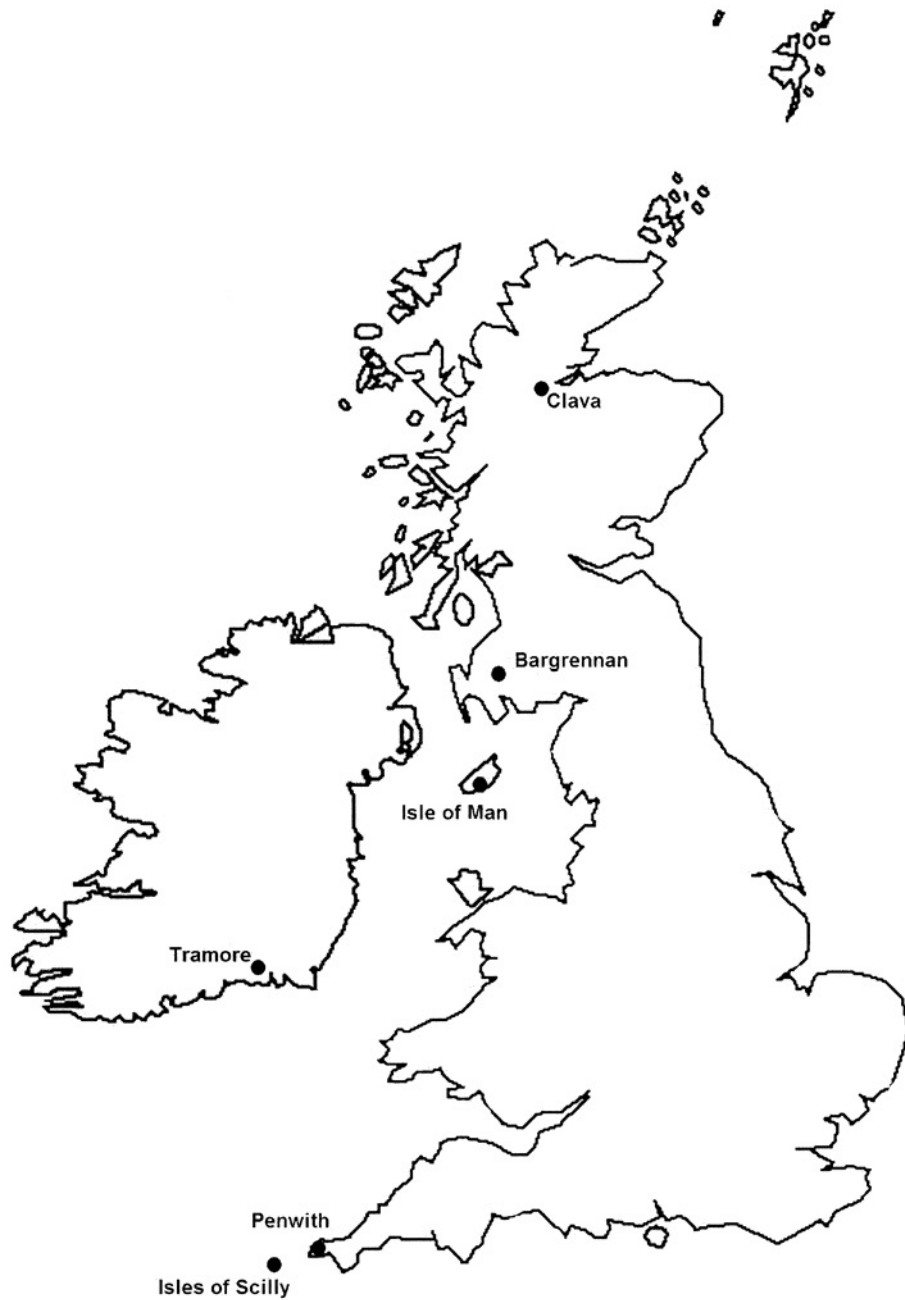 Clava
Bargrennan
Isle of Man
Tramore
Penwith
Isles of Scilly